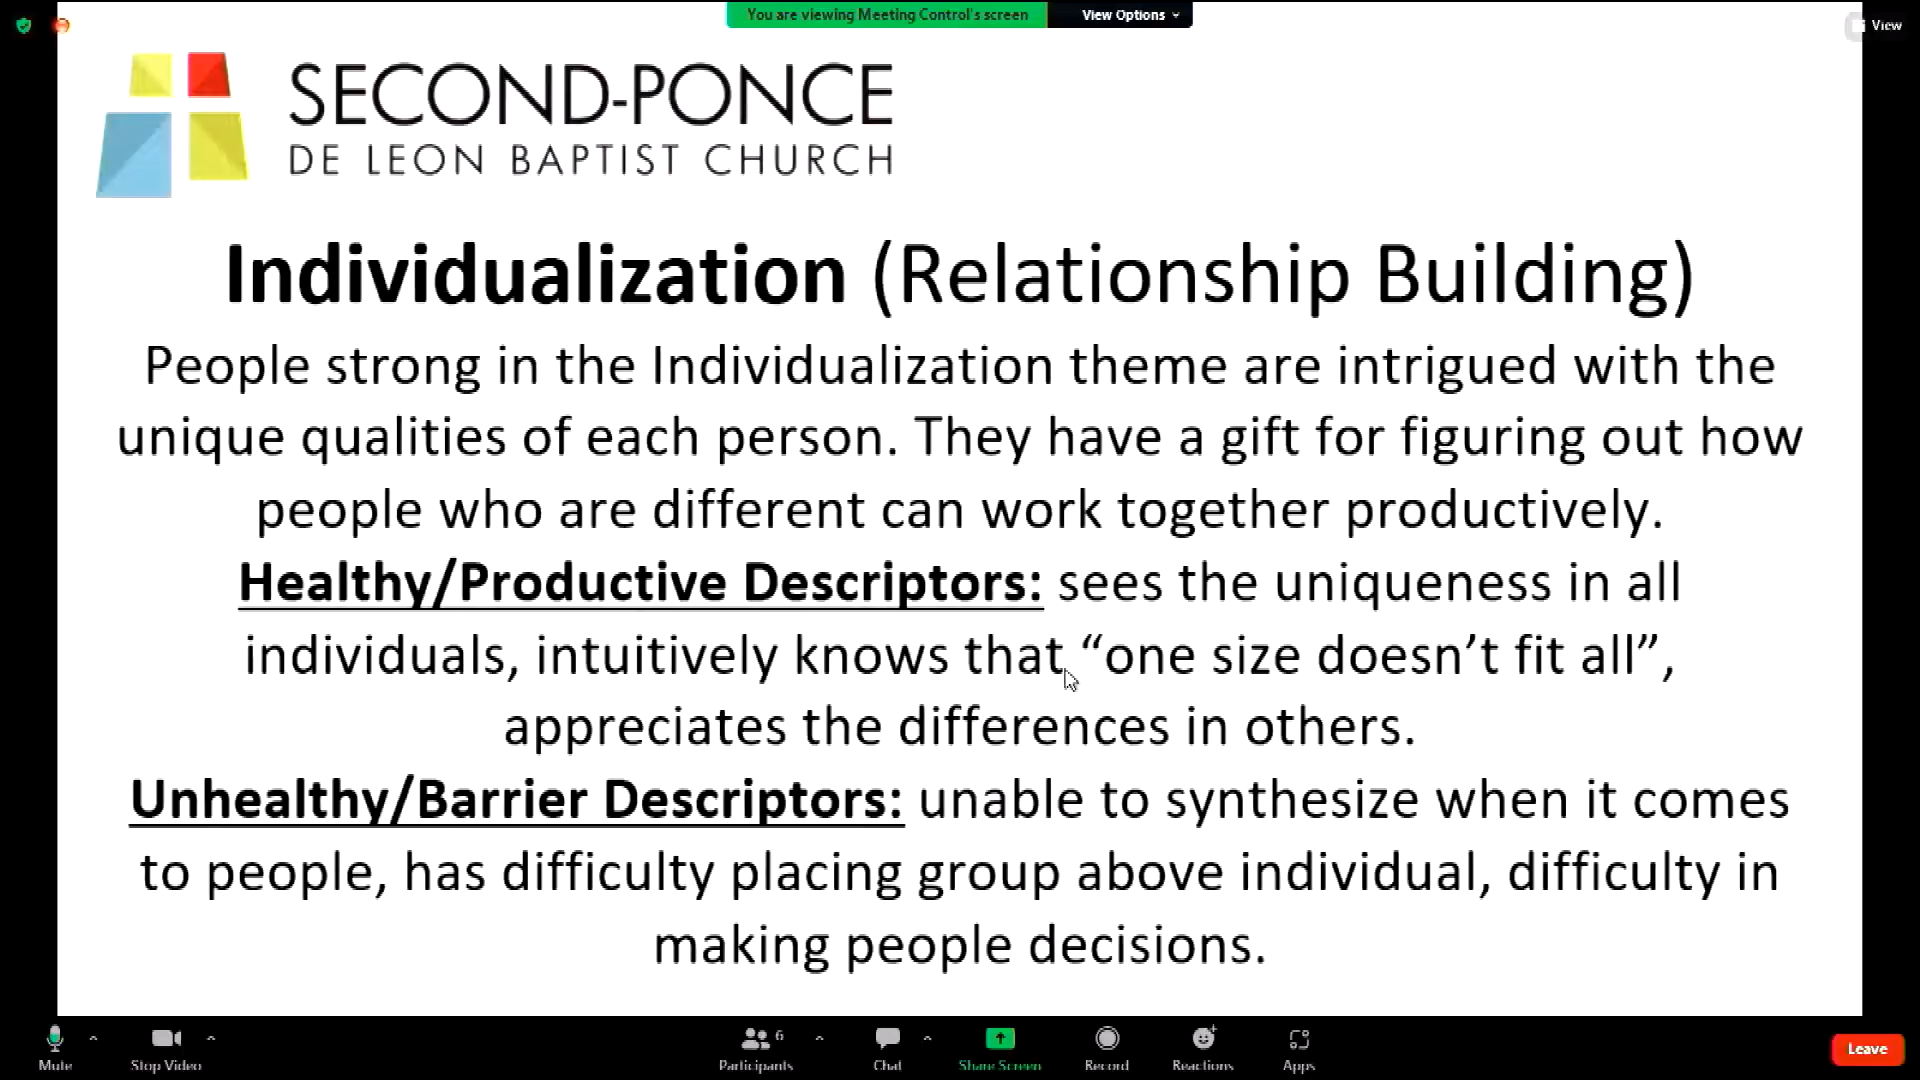 You are viewing Meeting Control's screen
View Options
View
SECOND-PONCE
DE LEON BAPTIST CHURCH
Individualization (Relationship Building)
People strong in the Individualization theme are intrigued with the
unique qualities of each person. They have a gift for figuring out how
people who are different can work together productively.
Healthy/Productive Descriptors: sees the uniqueness in all
individuals, intuitively knows that “one size doesn’t fit all”,
appreciates the differences in others.
Unhealthy/Barrier Descriptors: unable to synthesize when it comes
to people, has difficulty placing group above individual, difficulty in
making people decisions.
Mute
Stop Video
Participants 6
Chat
Share Screen
Record
Reactions
Apps
Leave